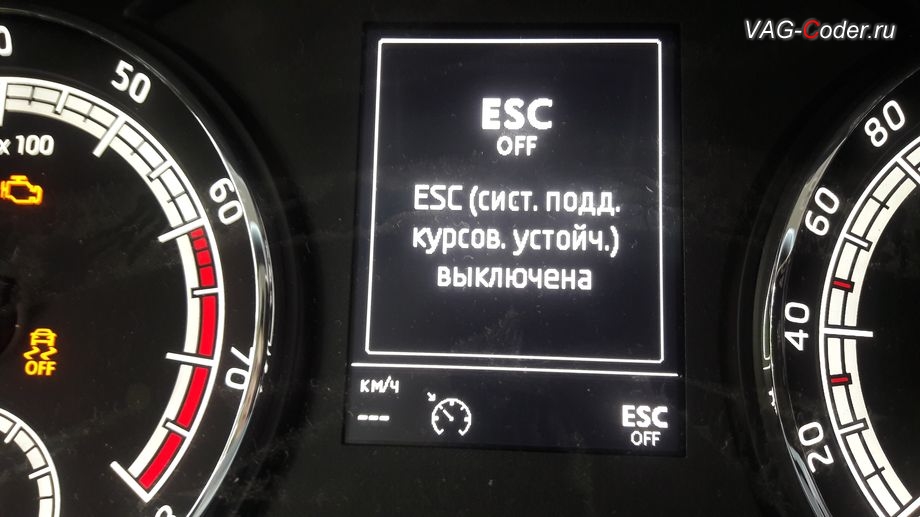 VAG-Coder.ru
50
x 100
60
70
OFF
ESC
OFF
ESC (сист. подд.
курсов. устойч.)
выключена
км/ч
---
ESC
OFF
80
60
40
20